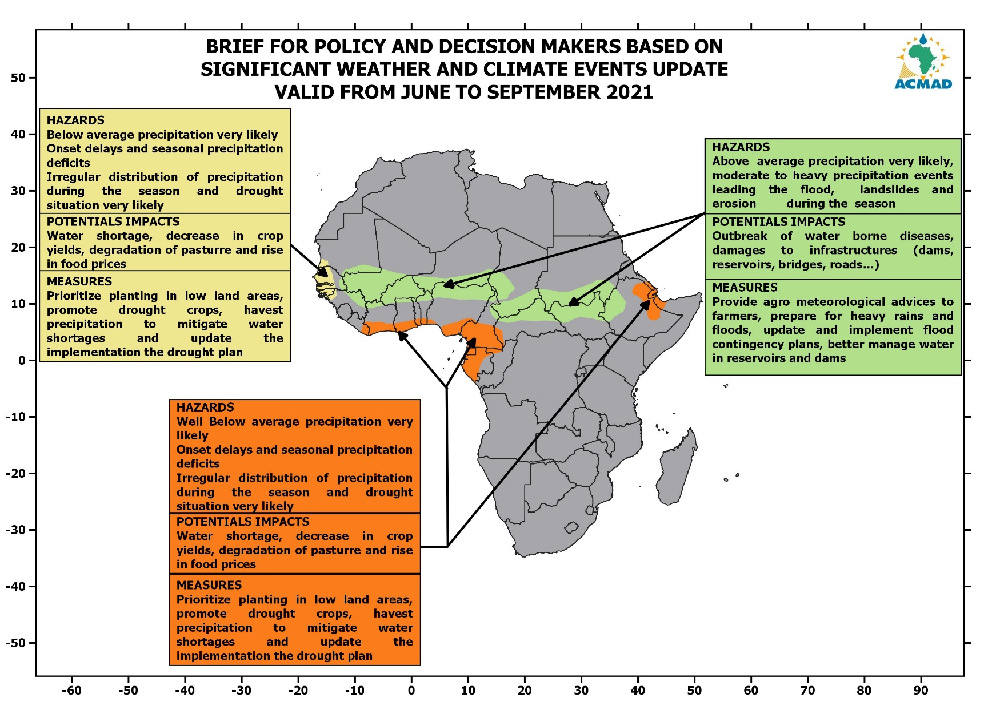 BRIEF FOR POLICY AND DECISION MAKERS BASED ON
SIGNIFICANT WEATHER AND CLIMATE EVENTS UPDATE
VALID FROM JUNE TO SEPTEMBER 2021
ACMAD
HAZARDS
Below average precipitation very likely
Onset delays and seasonal precipitation
deficits
Irregular distribution of precipitation
during the season and drought
situation very likely
POTENTIALS IMPACTS
Water shortage, decrease in crop
yields, degradation of pasturre and rise
in food prices
MEASURES
Prioritize planting in low land areas,
promote drought crops, havest
precipitation to mitigate water
shortages and update the
implementation the drought plan
HAZARDS
Above average precipitation very likely,
moderate to heavy precipitation events
leading the flood, landslides and
erosion during the season
POTENTIALS IMPACTS
Outbreak of water borne diseases,
damages to infrastructures (dams,
reservoirs, bridges, roads...)
MEASURES
Provide agro meteorological advices to
farmers, prepare for heavy rains and
floods, update and implement flood
contingency plans, better manage water
in reservoirs and dams
HAZARDS
Well Below average precipitation very
likely
Onset delays and seasonal precipitation
deficits
Irregular distribution of precipitation
during the season and drought
situation very likely
POTENTIALS IMPACTS
Water shortage, decrease in crop
yields, degradation of pasturre and rise
in food prices
MEASURES
Prioritize planting in low land areas,
promote drought crops, havest
precipitation to mitigate water
shortages and update the
implementation the drought plan
50
40
30
20
10
0
-10
-20
-30
-40
-50
-60 -50 -40 -30 -20 -10 0 10 20 30 40 50 60 70 80 90